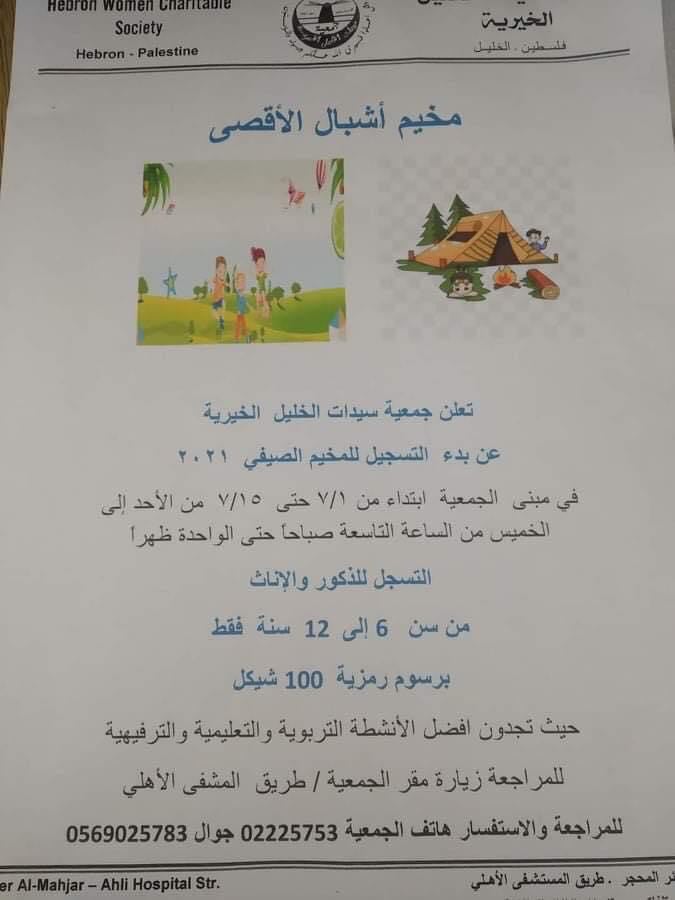 Hebron Women Charitable
Society
Hebron - Palestine
الخيرية
فلسطين . الخليل
مخيم أشبال الأقصى
تعلن جمعية سيدات الخليل الخيرية
عن بدء التسجيل للمخيم الصيفي ٢٠٢١
في مبنى الجمعية ابتداء من ٧/١ حتى ٧/١٥ من الأحد إلى
الخميس من الساعة التاسعة صباحاً حتى الواحدة ظهراً
التسجل للذكور والإناث
من سن 6 إلى 12 سنة فقط
برسوم رمزية 100 شيكل
حيث تجدون افضل الأنشطة التربوية والتعليمية والترفيهية
للمراجعة زيارة مقر الجمعية / طريق المشفى الأهلي
للمراجعة والاستفسار هاتف الجمعية 02225753 جوال 0569025783
er Al-Mahjar – Ahli Hospital Str.
المحجر . طريق المستشفى الأهلي